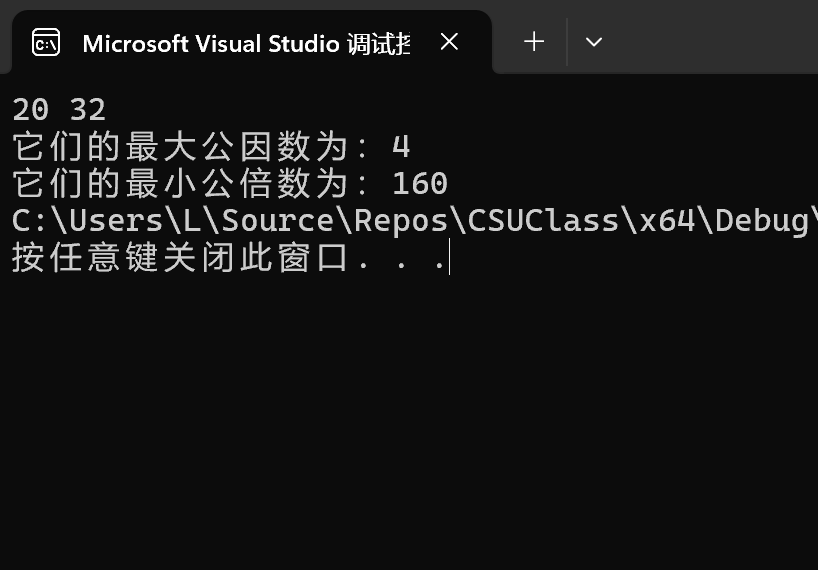 Microsoft Visual Studio 调试控
20 32
它们的最大公因数为：4
它们的最小公倍数为：160
C:\Users\L\Source\Repos\CSUClass\x64\Debug\
按任意键关闭此窗口. . .